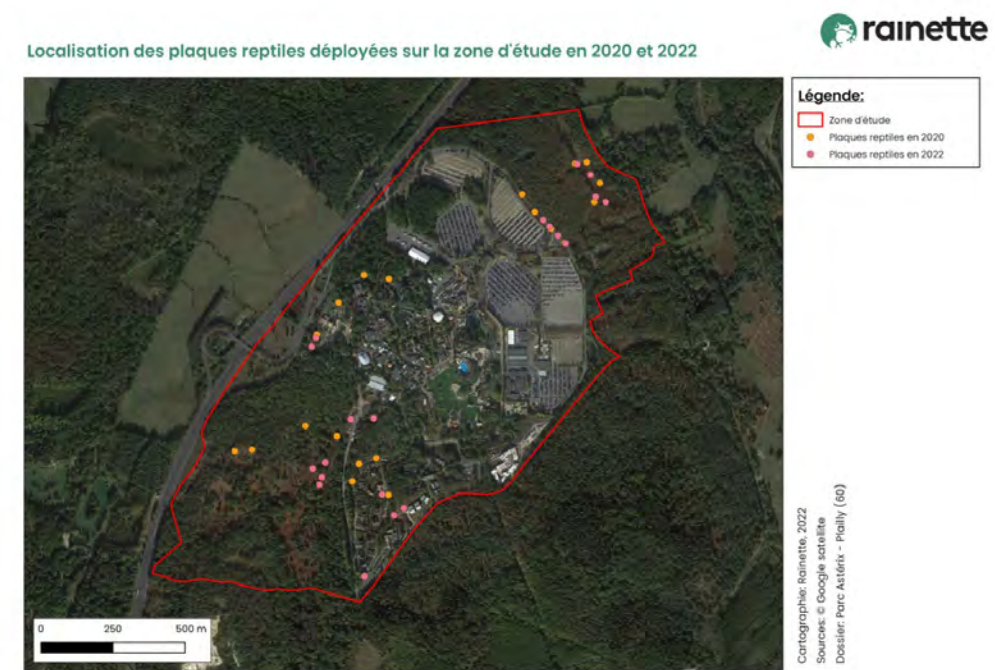 rainette
Localisation des plaques reptiles déployées sur la zone d'étude en 2020 et 2022
Légende:
Zone d'étude
Plaques reptiles en 2020
Plaques reptiles en 2022
Cartographie: Rainette, 2022
Sources: © Google satellite
Dossier: Parc Astérix - Plailly (60)
0 250 500 m